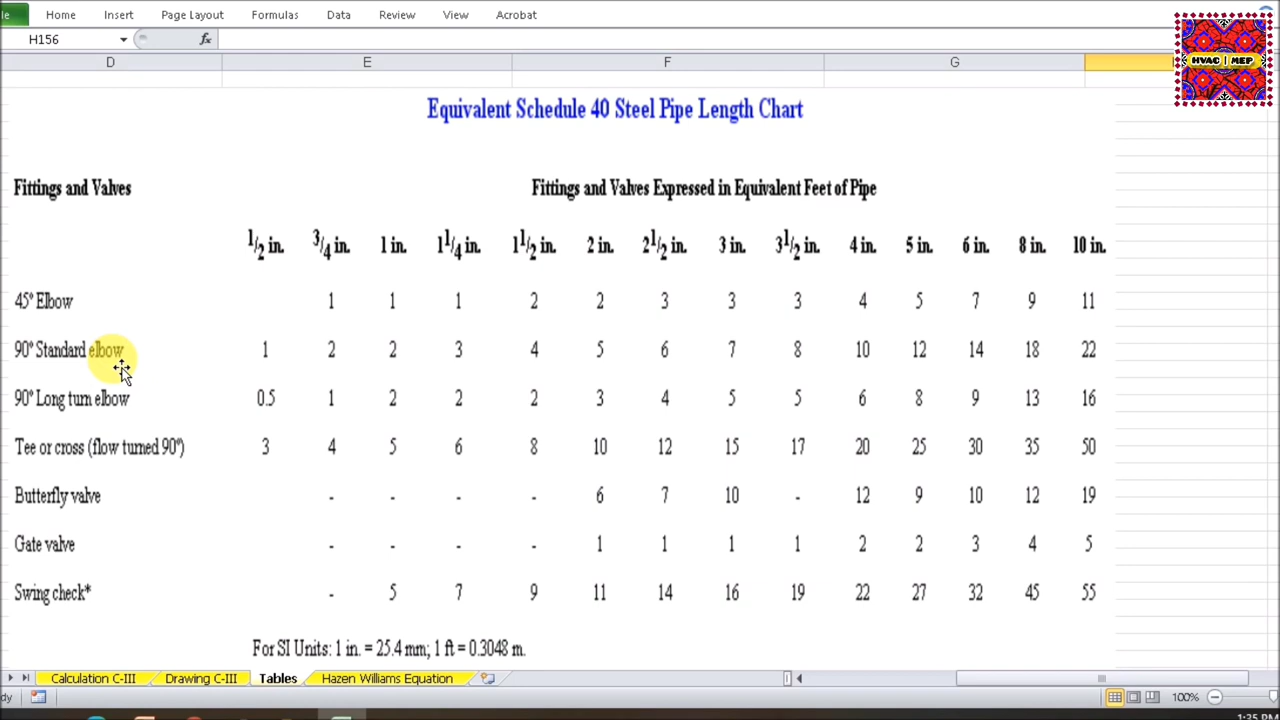 le Home Insert Page Layout Formulas Data Review View Acrobat
H156 fx
D E F G
HVAC | MEP
Equivalent Schedule 40 Steel Pipe Length Chart
Fittings and Valves Fittings and Valves Expressed in Equivalent Feet of Pipe
1/2 in. 3/4 in. 1 in. 1 1/4 in. 1 1/2 in. 2 in. 2 1/2 in. 3 in. 3 1/2 in. 4 in. 5 in. 6 in. 8 in. 10 in.
45° Elbow 1 1 1 2 2 3 3 3 4 5 7 9 11
90° Standard elbow 1 2 2 3 4 5 6 7 8 10 12 14 18 22
90° Long turn elbow 0.5 1 2 2 2 3 4 5 5 6 8 9 13 16
Tee or cross (flow turned 90°) 3 4 5 6 8 10 12 15 17 20 25 30 35 50
Butterfly valve - - - - 6 7 10 - 12 9 10 12 19
Gate valve - - - - 1 1 1 1 2 2 3 4 5
Swing check* - 5 7 9 11 14 16 19 22 27 32 45 55
For SI Units: 1 in. = 25.4 mm; 1 ft = 0.3048 m.
Calculation C-III Drawing C-III Tables Hazen Williams Equation
dy 100%
1:35 PM